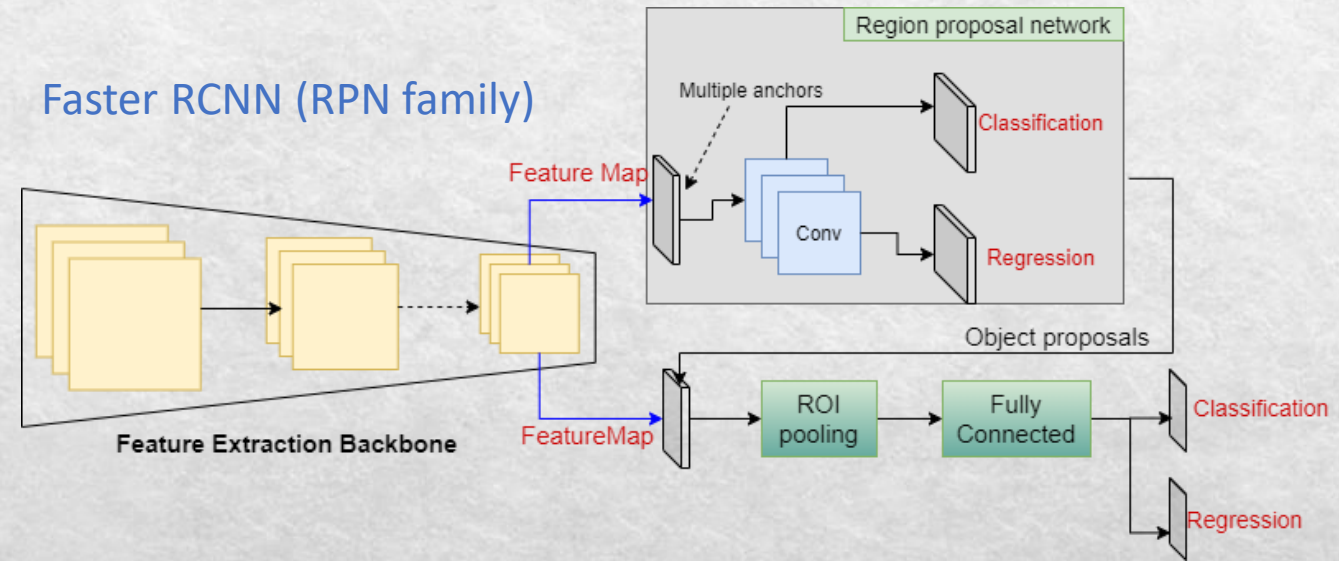 Region proposal network
Faster RCNN (RPN family)
Multiple anchors
Classification
Feature Map
Conv
Regression
Object proposals
ROI
pooling
Fully
Connected
Classification
FeatureMap
Feature Extraction Backbone
Regression